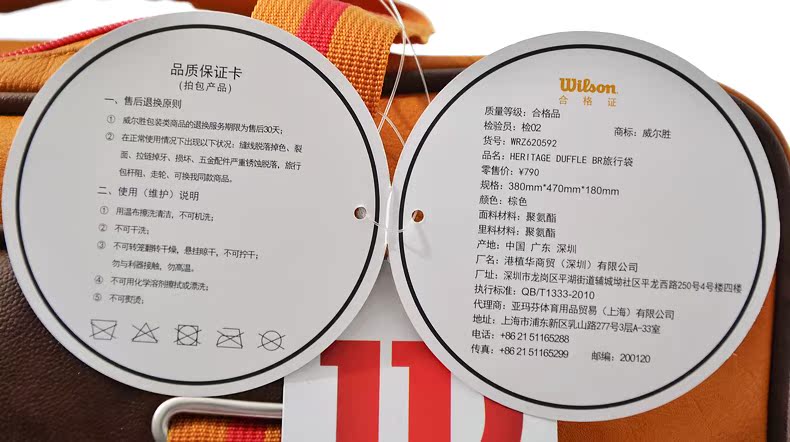 品质保证卡
(拍包产品)
一、售后退换原则
① 威尔胜包装类商品的退换服务期限为售后30天；
② 在正常使用情况下出现以下状况：缝线脱落掉色、裂
面、拉链掉牙、损坏、五金配件严重锈蚀脱落，旅行
包杆阻、走轮、可换我同款商品。
二、使用（维护）说明
① 用温布擦洗清洁，不可机洗；
② 不可干洗；
③ 不可转笼翻转干燥，悬挂晾干，不可拧干；
勿与利器接触，勿高温。
④ 不可用化学溶剂擦拭或漂洗；
⑤ 不可熨烫；
Wilson
合格证
质量等级：合格品
检验员：检02 商标：威尔胜
货号：WRZ620592
品名：HERITAGE DUFFLE BR旅行袋
零售价：¥790
规格：380mm*470mm*180mm
颜色：棕色
面料材料：聚氨酯
里料材料：聚氨酯
产地：中国 广东 深圳
厂名：港植华商贸（深圳）有限公司
厂址：深圳市龙岗区平湖街道辅城坳社区平龙西路250号4号楼四楼
执行标准：QB/T1333-2010
代理商：亚玛芬体育用品贸易（上海）有限公司
地址：上海市浦东新区乳山路277号3层A-33室
电话：+86 21 51165288
传真：+86 21 51165299 邮编：200120